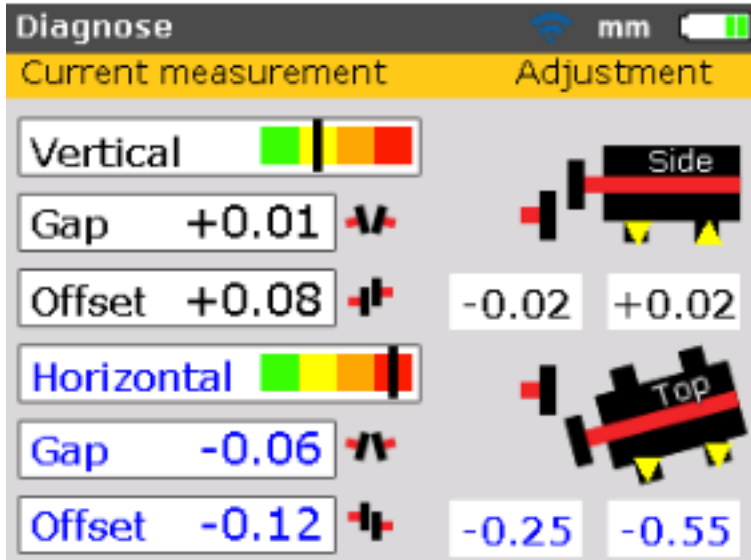 Diagnose mm
Current measurement Adjustment
Vertical Side
Gap +0.01
Offset +0.08 -0.02 +0.02
Horizontal Top
Gap -0.06
Offset -0.12 -0.25 -0.55